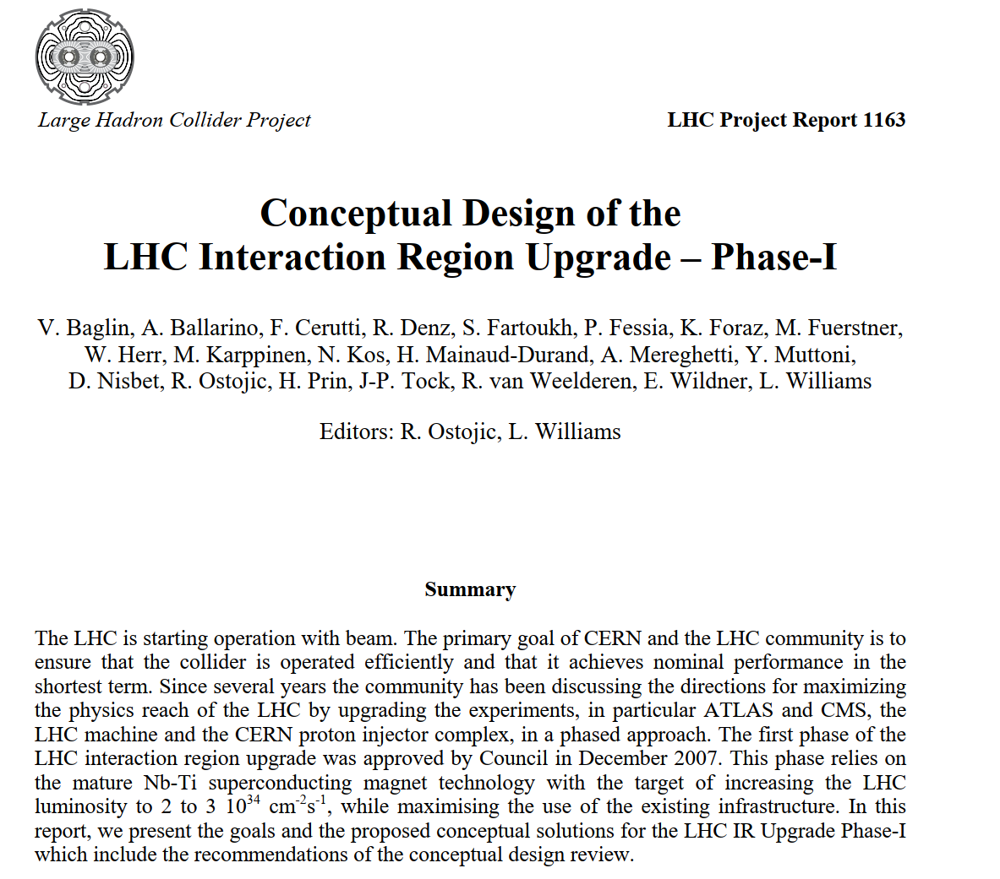 Large Hadron Collider Project
LHC Project Report 1163
Conceptual Design of the
LHC Interaction Region Upgrade – Phase-I
V. Baglin, A. Ballarino, F. Cerutti, R. Denz, S. Fartoukh, P. Fessia, K. Foraz, M. Fuerstner,
W. Herr, M. Karppinen, N. Kos, H. Mainaud-Durand, A. Mereghetti, Y. Muttoni,
D. Nisbet, R. Ostojic, H. Prin, J-P. Tock, R. van Weelderen, E. Wildner, L. Williams
Editors: R. Ostojic, L. Williams
Summary
The LHC is starting operation with beam. The primary goal of CERN and the LHC community is to
ensure that the collider is operated efficiently and that it achieves nominal performance in the
shortest term. Since several years the community has been discussing the directions for maximizing
the physics reach of the LHC by upgrading the experiments, in particular ATLAS and CMS, the
LHC machine and the CERN proton injector complex, in a phased approach. The first phase of the
LHC interaction region upgrade was approved by Council in December 2007. This phase relies on
the mature Nb-Ti superconducting magnet technology with the target of increasing the LHC
luminosity to 2 to 3 10³⁴ cm⁻²s⁻¹, while maximising the use of the existing infrastructure. In this
report, we present the goals and the proposed conceptual solutions for the LHC IR Upgrade Phase-I
which include the recommendations of the conceptual design review.